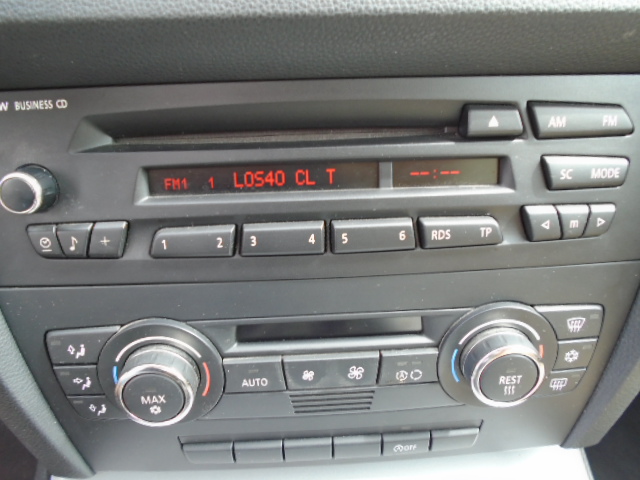 W BUSINESS CD
AM FM
FM1 1 LOS40 CL T --:--
SC MODE
1 2 3 4 5 6 RDS TP
m
AUTO
MAX
REST
OFF